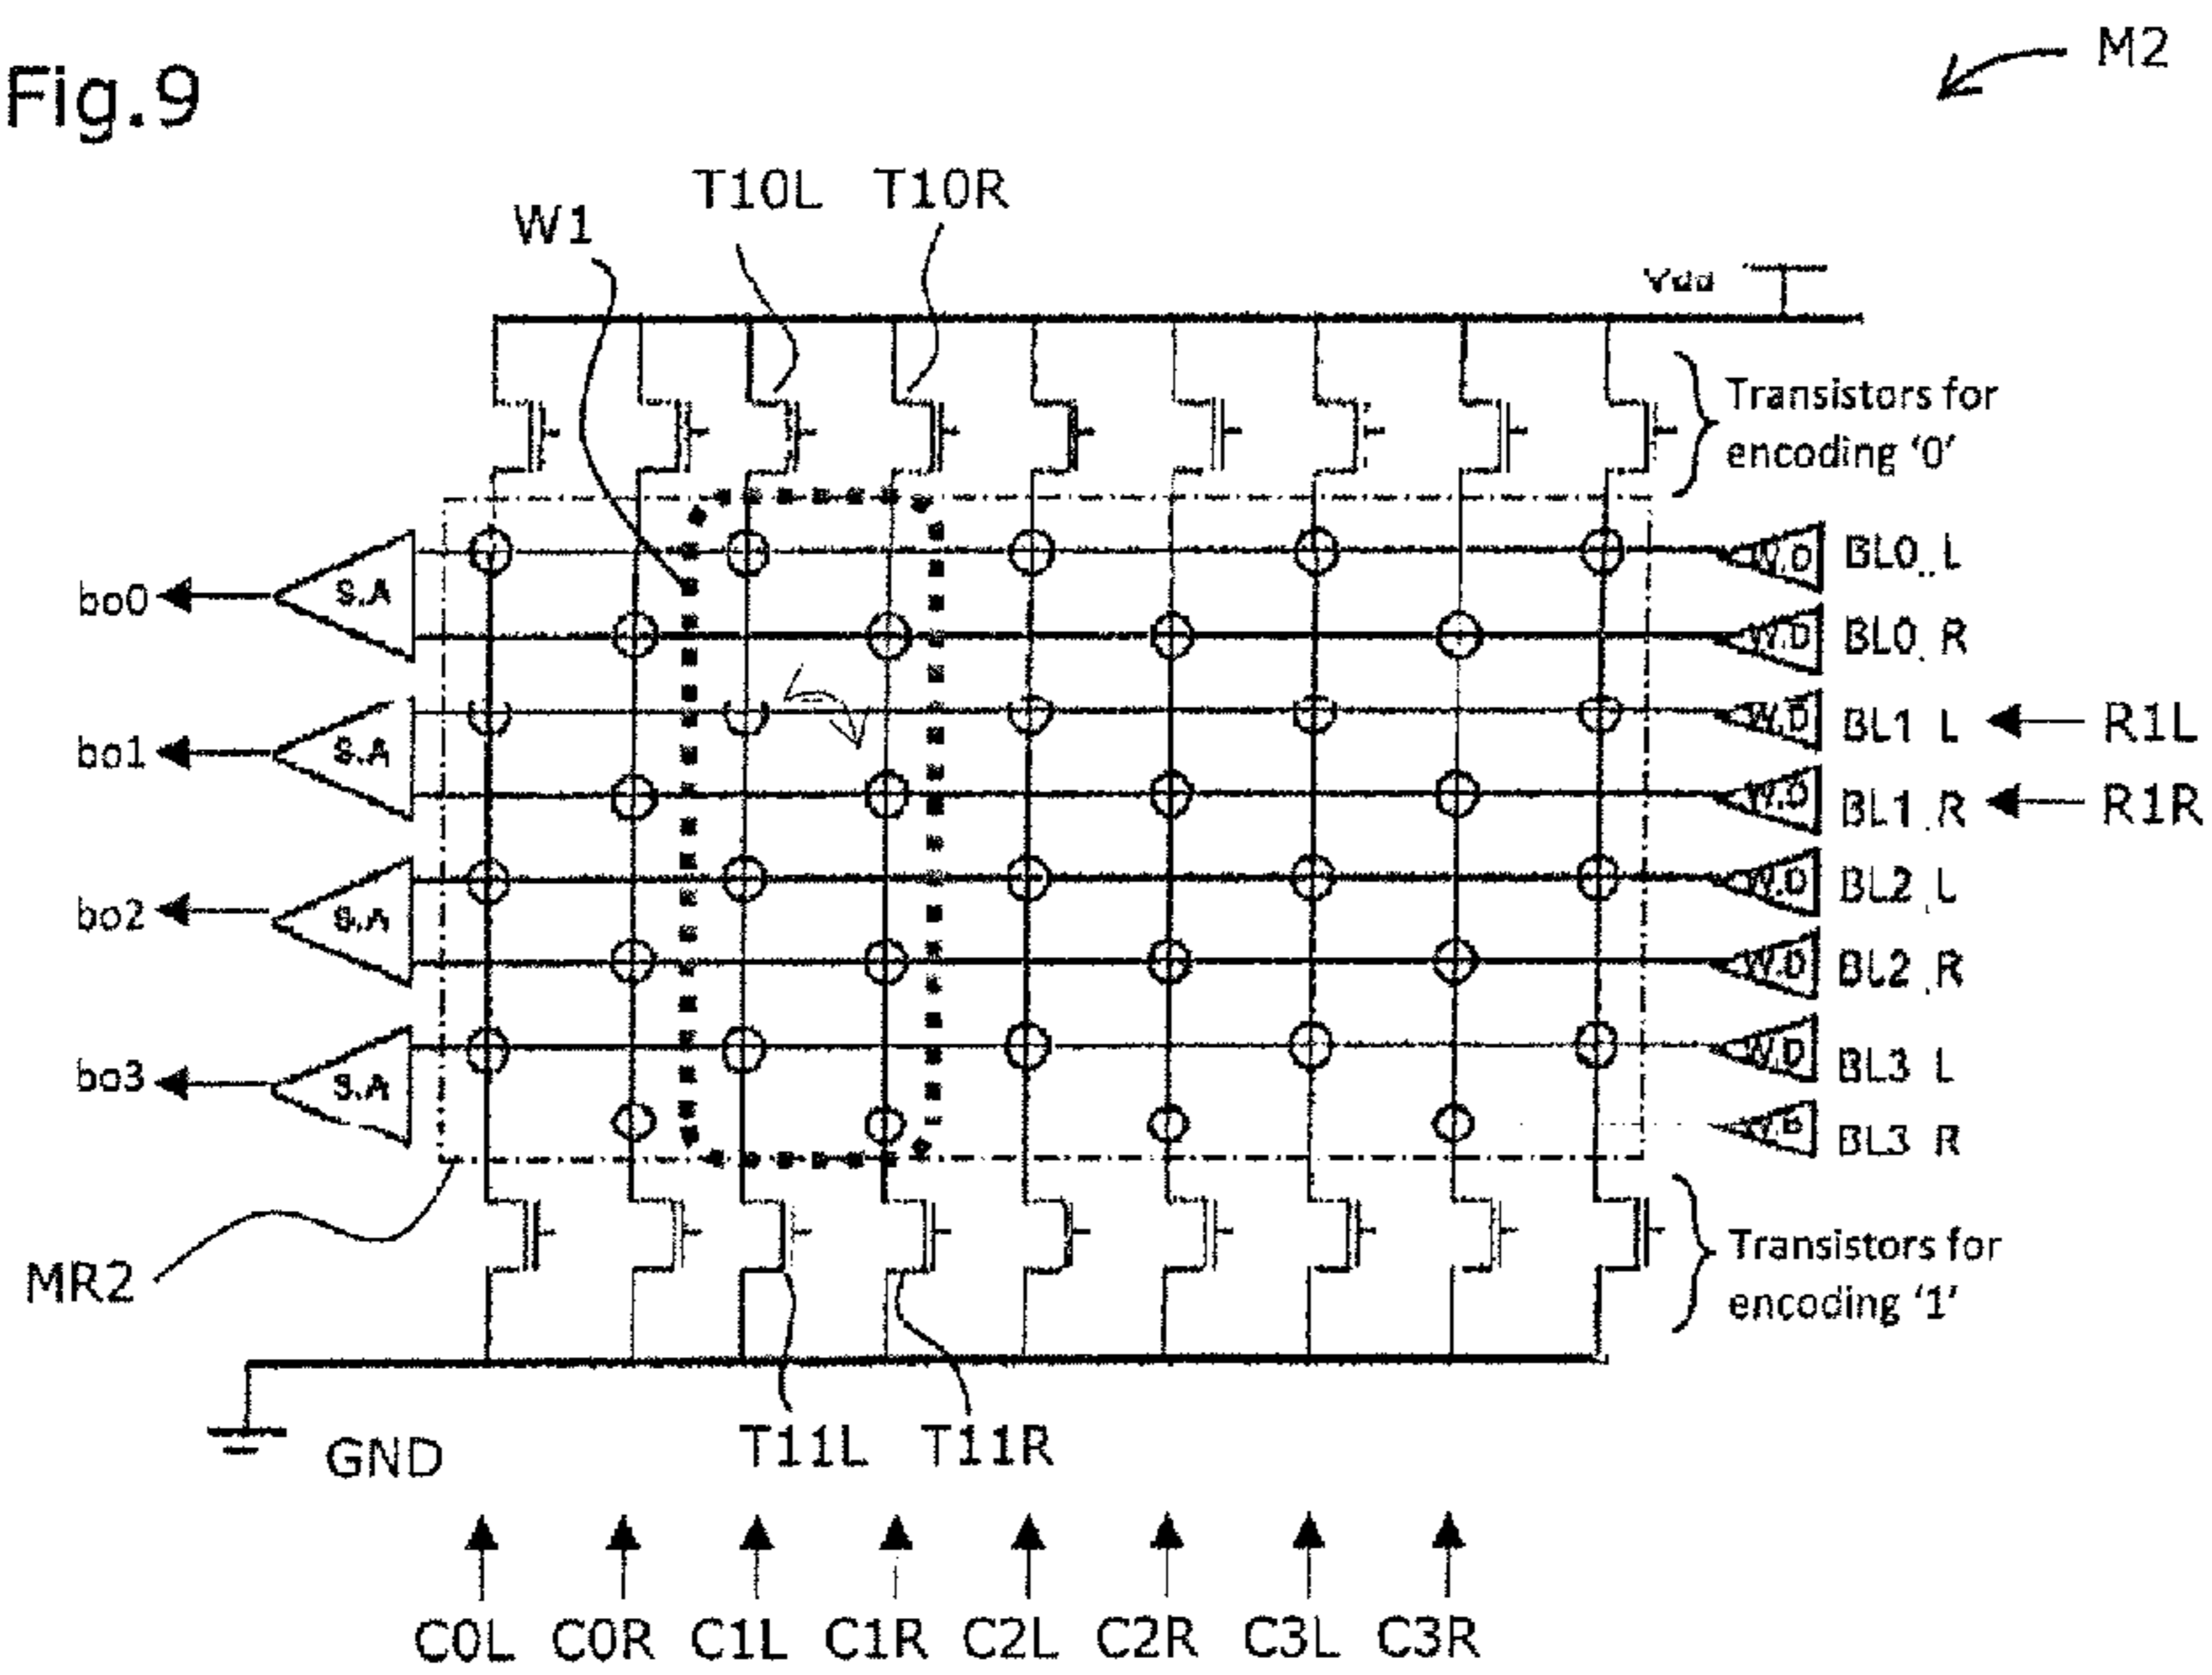 Fig.9
M2
T10L T10R
W1
Vdd
Transistors for
encoding ‘0’
bo0
S.A
W.D
BL0 L
W.D
BL0 R
bo1
S.A
W.D
BL1 L
R1L
W.D
BL1 R
R1R
bo2
S.A
W.D
BL2 L
W.D
BL2 R
bo3
S.A
W.D
BL3 L
BL3 R
MR2
Transistors for
encoding ‘1’
GND
T11L T11R
C0L C0R C1L C1R C2L C2R C3L C3R